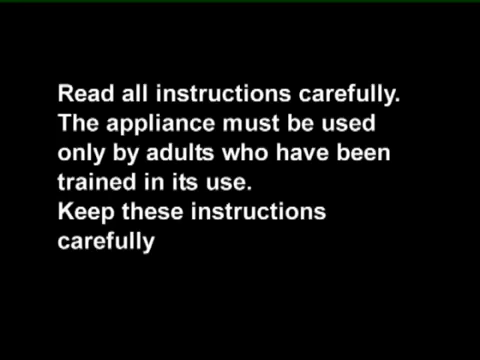 Read all instructions carefully.
The appliance must be used
only by adults who have been
trained in its use.
Keep these instructions
carefully